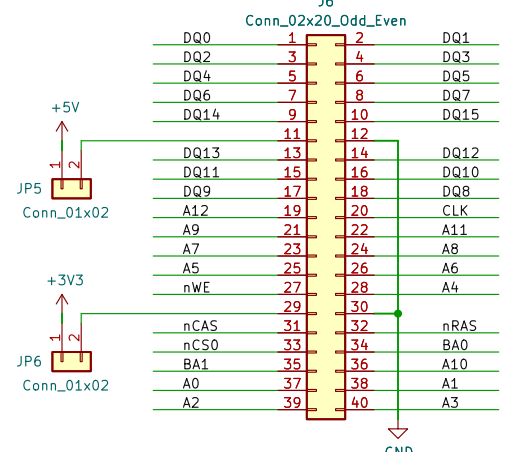 J6
Conn_02x20_Odd_Even
DQ0 1 2 DQ1
DQ2 3 4 DQ3
DQ4 5 6 DQ5
DQ6 7 8 DQ7
+5V
DQ14 9 10 DQ15
11 12
1 2
DQ13 13 14 DQ12
DQ11 15 16 DQ10
JP5
DQ9 17 18 DQ8
Conn_01x02
A12 19 20 CLK
A9 21 22 A11
A7 23 24 A8
A5 25 26 A6
+3V3
nWE 27 28 A4
29 30
1 2
nCAS 31 32 nRAS
nCS0 33 34 BA0
JP6
BA1 35 36 A10
Conn_01x02
A0 37 38 A1
A2 39 40 A3
GND